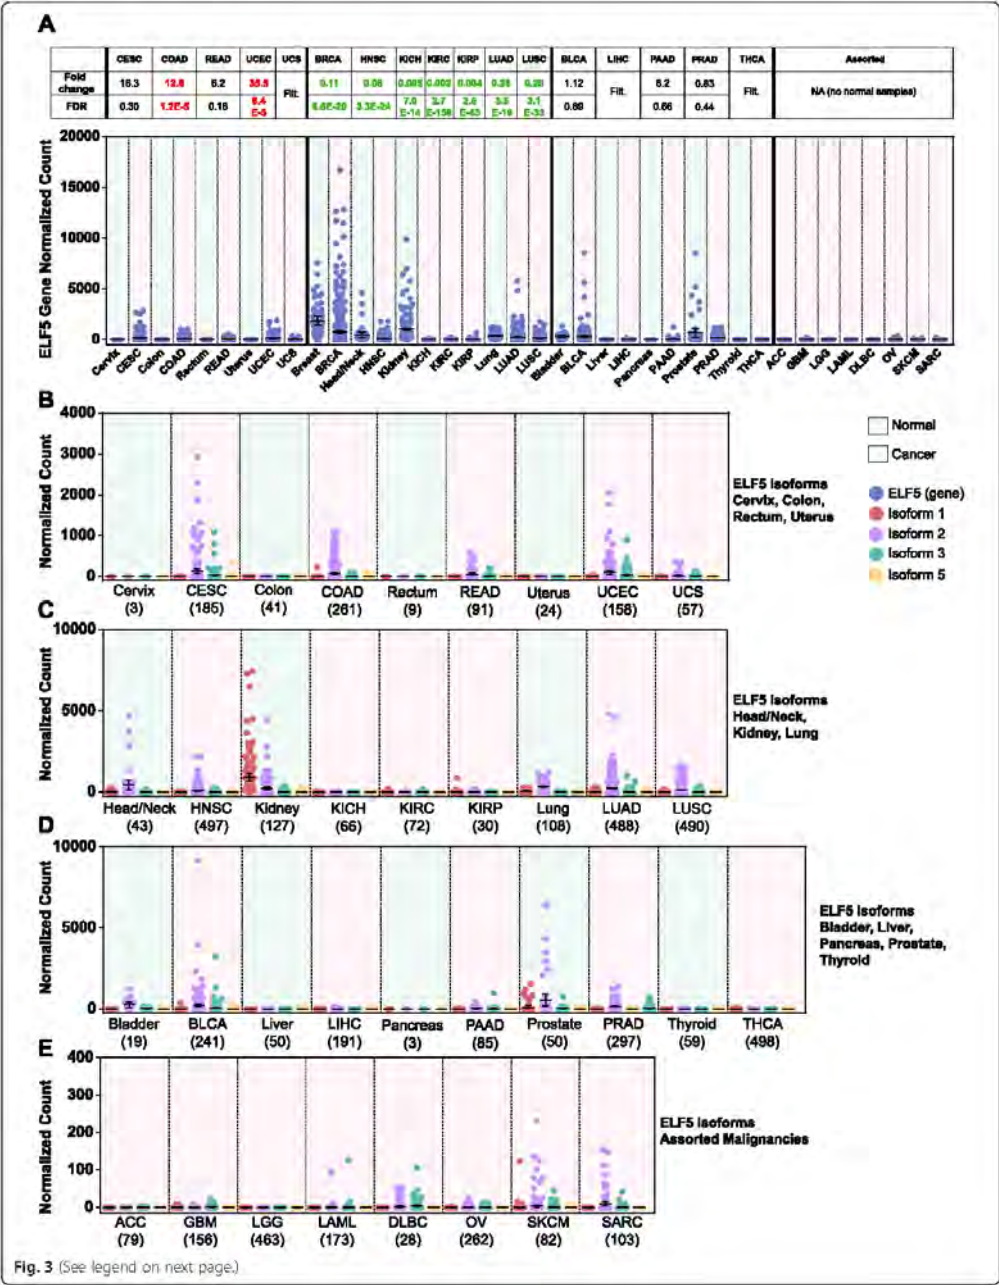 A
CESC COAD READ UCEC UCS BRCA HNSC KICH KIRC KIRP LUAD LUSC BLCA LIHC PAAD PRAD THCA Assorted
Fold change 16.3 12.8 6.2 35.5 Filt. 0.11 0.08 0.005 0.002 0.004 0.25 0.20 1.12 Filt. 6.2 0.83 Filt. NA (no normal samples)
FDR 0.30 1.2E-5 0.16 E-5 E-14 E-156 E-63 E-19 E-33 0.66 0.44
20000
15000
10000
5000
0
ELF5 Gene Normalized Count
Cervix CESC Colon COAD Rectum READ Uterus UCEC UCS Breast BRCA Head/Neck HNSC Kidney KICH KIRC KIRP Lung LUAD LUSC Bladder BLCA Liver LIHC Pancreas PAAD Prostate PRAD Thyroid THCA ACC GBM LGG LAML DLBC OV SKCM SARC
B
4000
3000
2000
1000
0
Normalized Count
ELF5 isoforms
Cervix, Colon,
Rectum, Uterus
Normal
Cancer
ELF5 (gene)
Isoform 1
Isoform 2
Isoform 3
Isoform 5
Cervix CESC Colon COAD Rectum READ Uterus UCEC UCS
(3) (185) (41) (261) (9) (91) (24) (158) (57)
C
10000
5000
0
Normalized Count
ELF5 isoforms
Head/Neck,
Kidney, Lung
Head/Neck HNSC Kidney KICH KIRC KIRP Lung LUAD LUSC
(43) (497) (127) (66) (72) (30) (108) (488) (490)
D
10000
5000
0
Normalized Count
ELF5 isoforms
Bladder, Liver,
Pancreas, Prostate,
Thyroid
Bladder BLCA Liver LIHC Pancreas PAAD Prostate PRAD Thyroid THCA
(19) (241) (50) (191) (3) (85) (50) (297) (59) (498)
E
400
300
200
100
0
Normalized Count
ELF5 isoforms
Assorted Malignancies
ACC GBM LGG LAML DLBC OV SKCM SARC
(79) (156) (463) (173) (28) (262) (82) (103)
Fig. 3 (See legend on next page.)